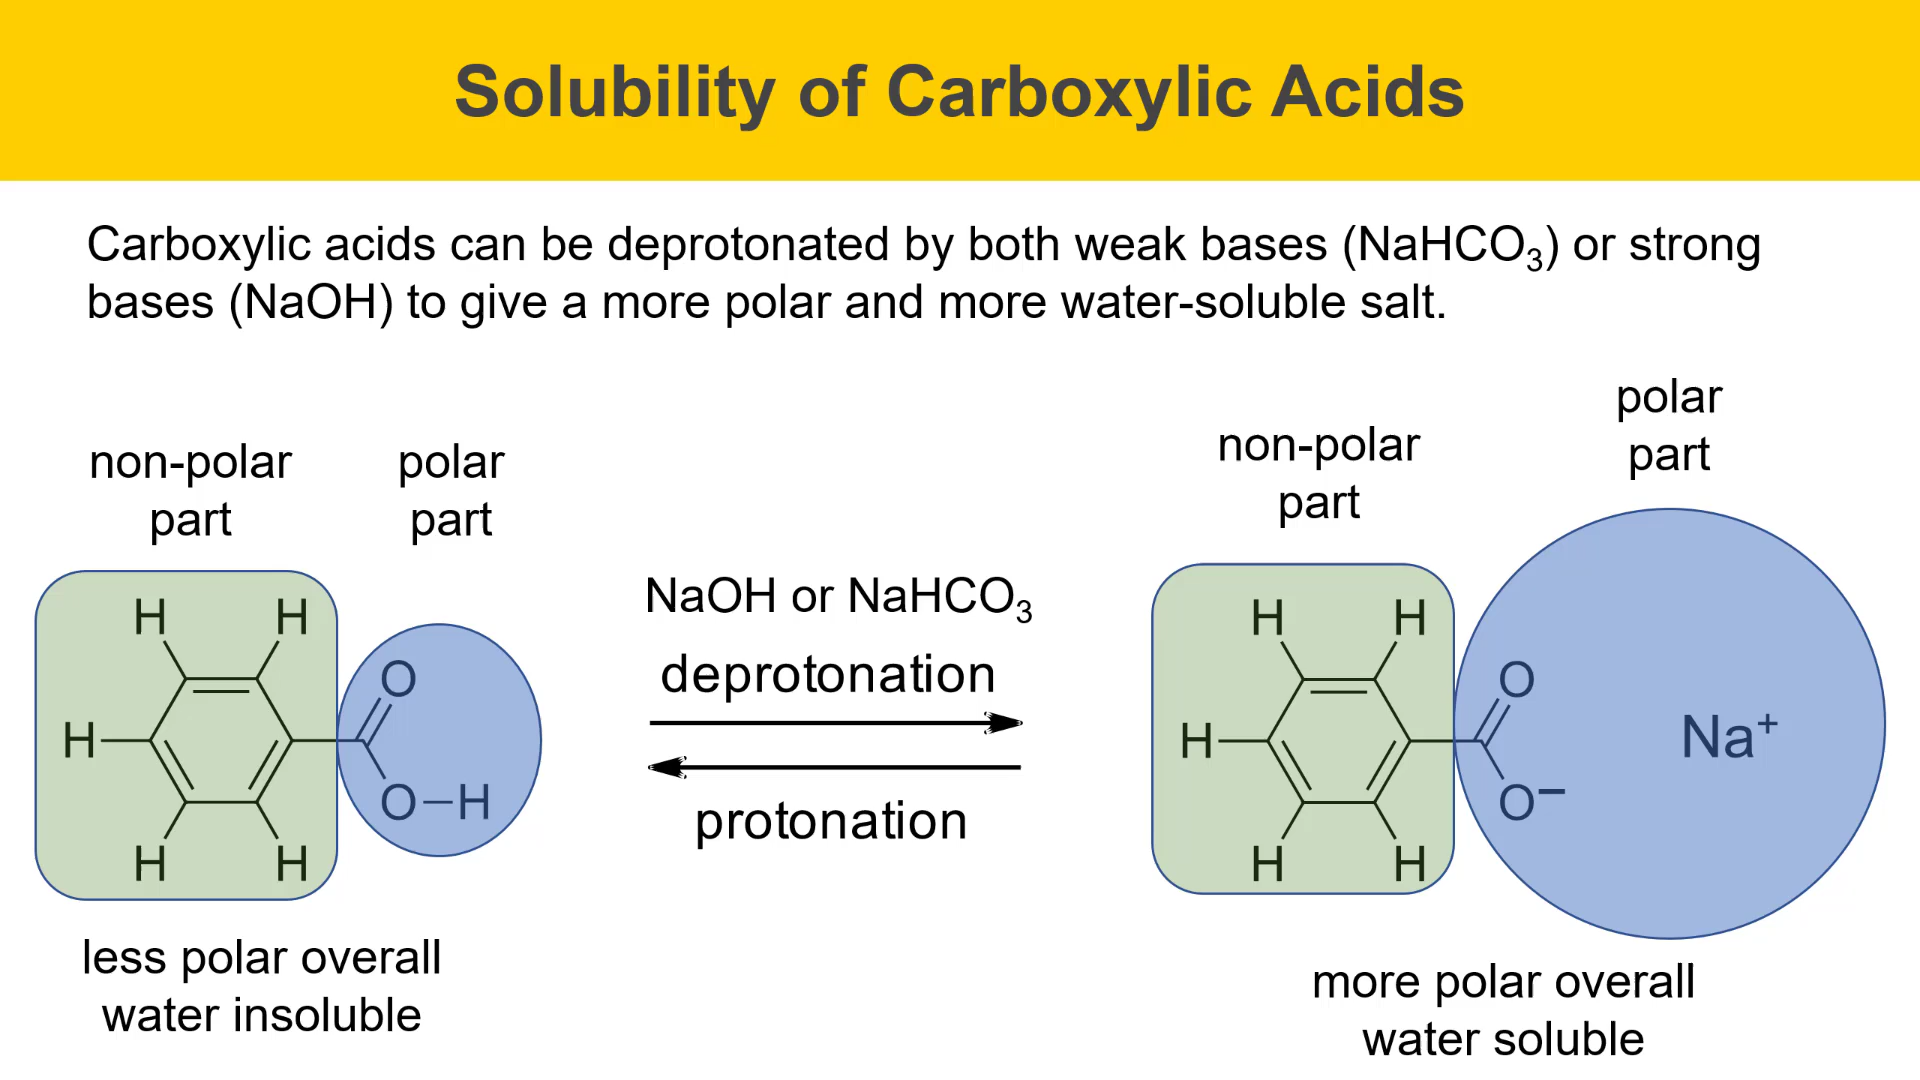 Solubility of Carboxylic Acids
Carboxylic acids can be deprotonated by both weak bases (NaHCO₃) or strong
bases (NaOH) to give a more polar and more water-soluble salt.
non-polar
part
polar
part
H H
O
H
O–H
H H
less polar overall
water insoluble
NaOH or NaHCO₃
deprotonation
protonation
non-polar
part
polar
part
H H
O
H
Na⁺
O⁻
H H
more polar overall
water soluble